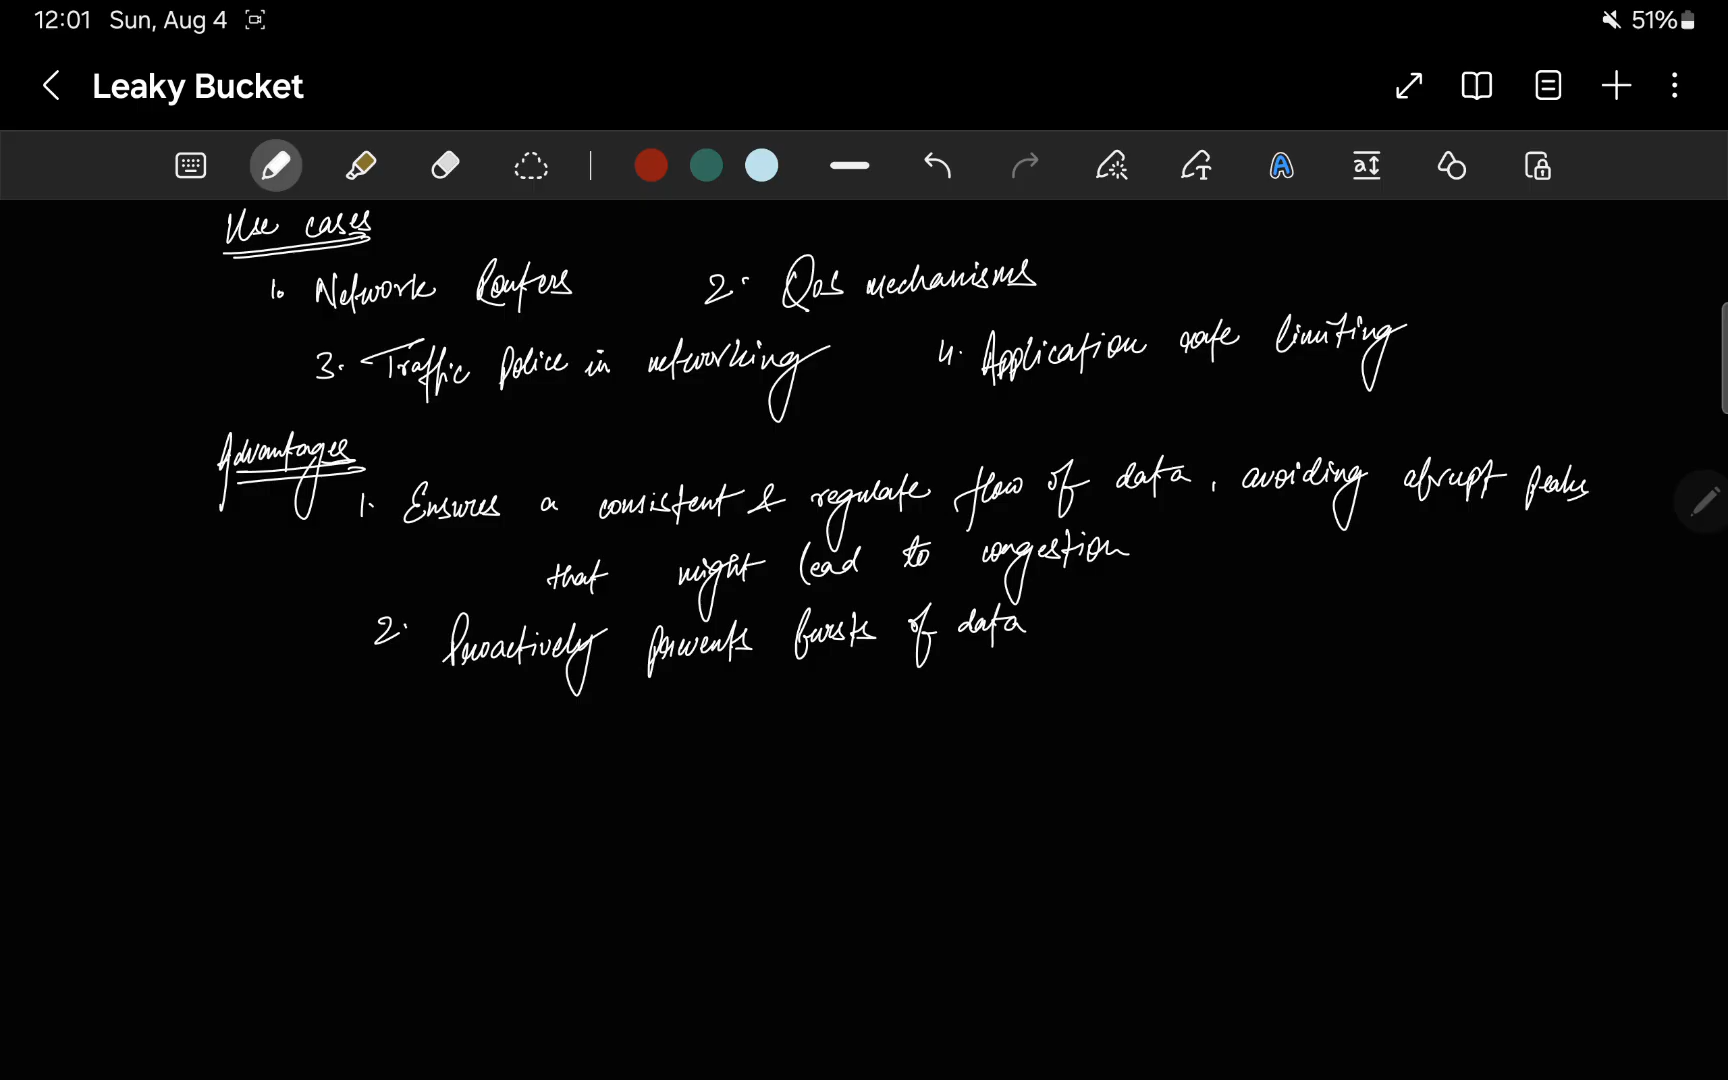 12:01 Sun, Aug 4 51%
Leaky Bucket
Use cases
1. Network Routers 2. QoS mechanisms
3. Traffic Police in networking 4. Application rate limiting
Advantages
1. Ensures a consistent & regulate flow of data, avoiding abrupt peaks
that might lead to congestion
2. Proactively prevents bursts of data